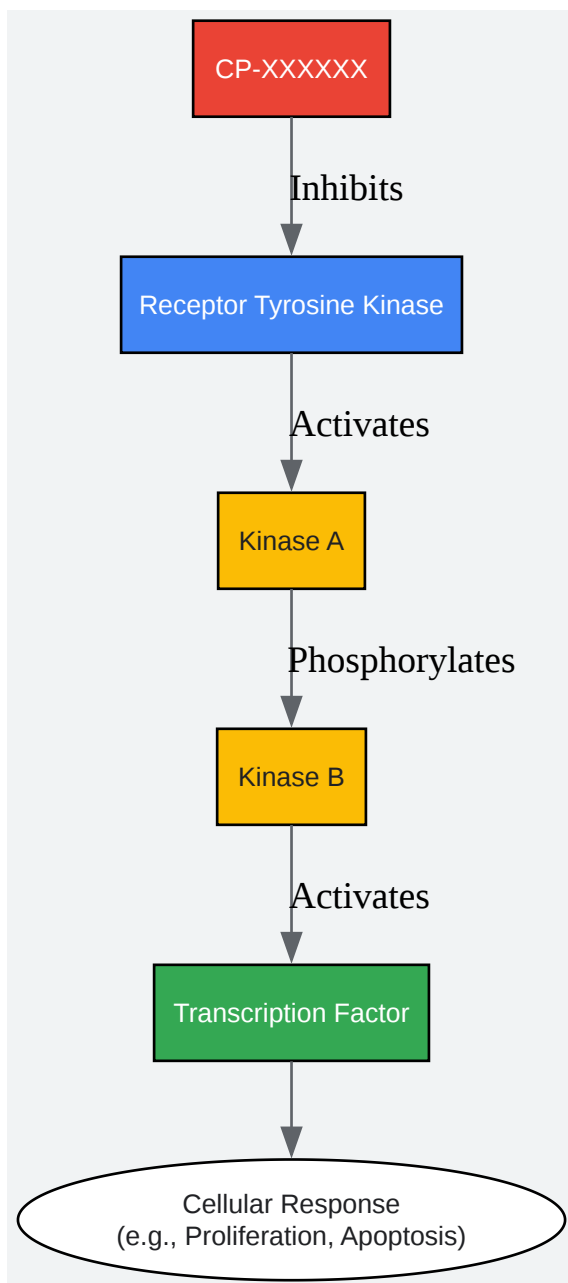 CP-XXXXXX
Inhibits
Receptor Tyrosine Kinase
Activates
Kinase A
Phosphorylates
Kinase B
Activates
Transcription Factor
Cellular Response
(e.g., Proliferation, Apoptosis)